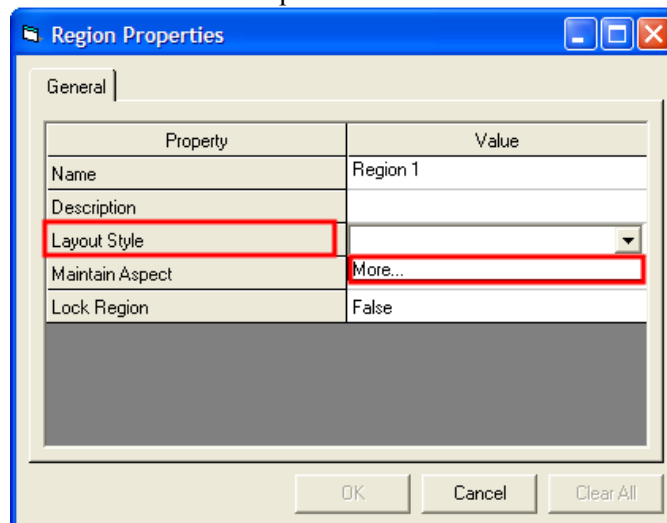 Region Properties
General
Property Value
Name Region 1
Description
Layout Style
Maintain Aspect More...
Lock Region False
OK Cancel Clear All